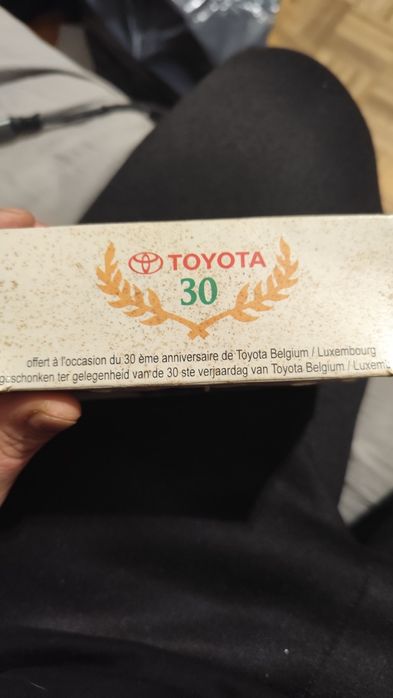 TOYOTA
30
offert à l'occasion du 30 ème anniversaire de Toyota Belgium / Luxembourg
goschonken ter gelegenheid van de 30 ste verjaardag van Toyota Belgium /